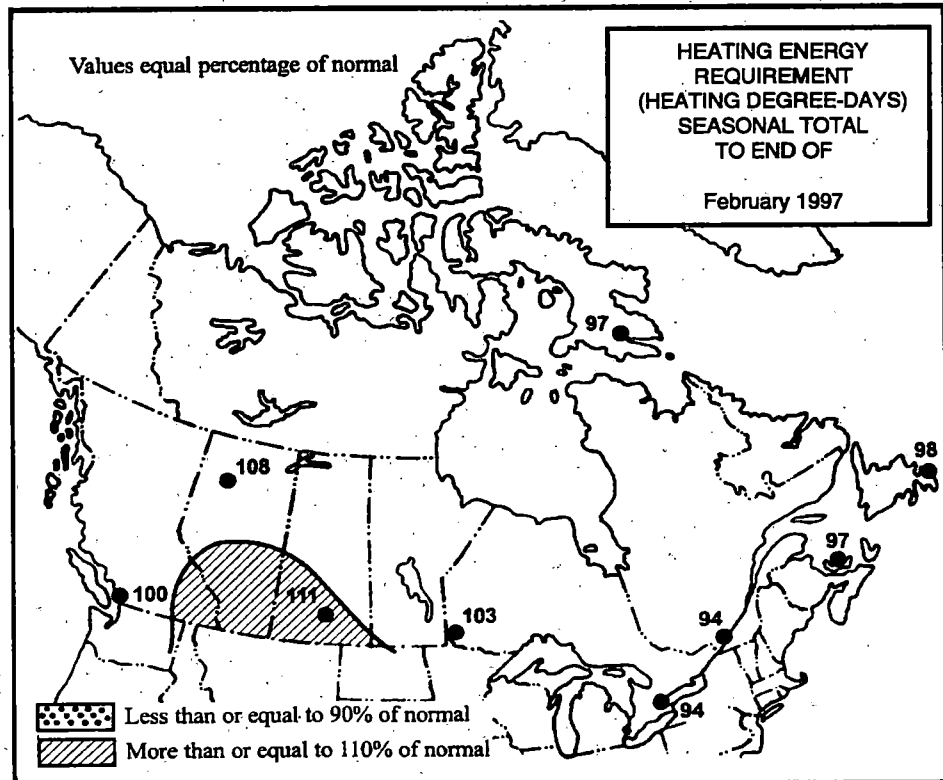 Values equal percentage of normal
HEATING ENERGY
REQUIREMENT
(HEATING DEGREE-DAYS)
SEASONAL TOTAL
TO END OF
February 1997
97
108
98
97
100
111
103
94
94
Less than or equal to 90% of normal
More than or equal to 110% of normal